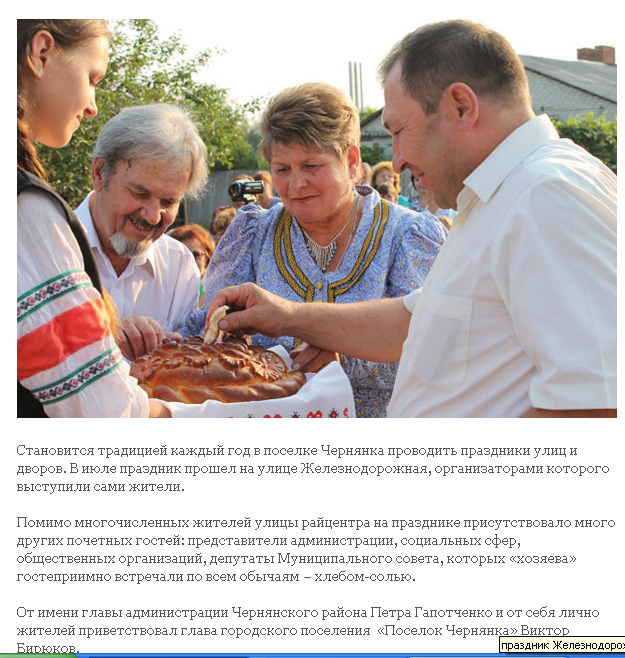 Становится традицией каждый год в поселке Чернянка проводить праздники улиц и
дворов. В июле праздник прошел на улице Железнодорожная, организаторами которого
выступили сами жители.
Помимо многочисленных жителей улицы райцентра на празднике присутствовало много
других почетных гостей: представители администрации, социальных сфер,
общественных организаций, депутаты Муниципального совета, которых «хозяева»
гостеприимно встречали по всем обычаям – хлебом-солью.
От имени главы администрации Чернянского района Петра Гапотченко и от себя лично
жителей приветствовал глава городского поселения «Поселок Чернянка» Виктор
Бирюков.
праздник Железнодорож